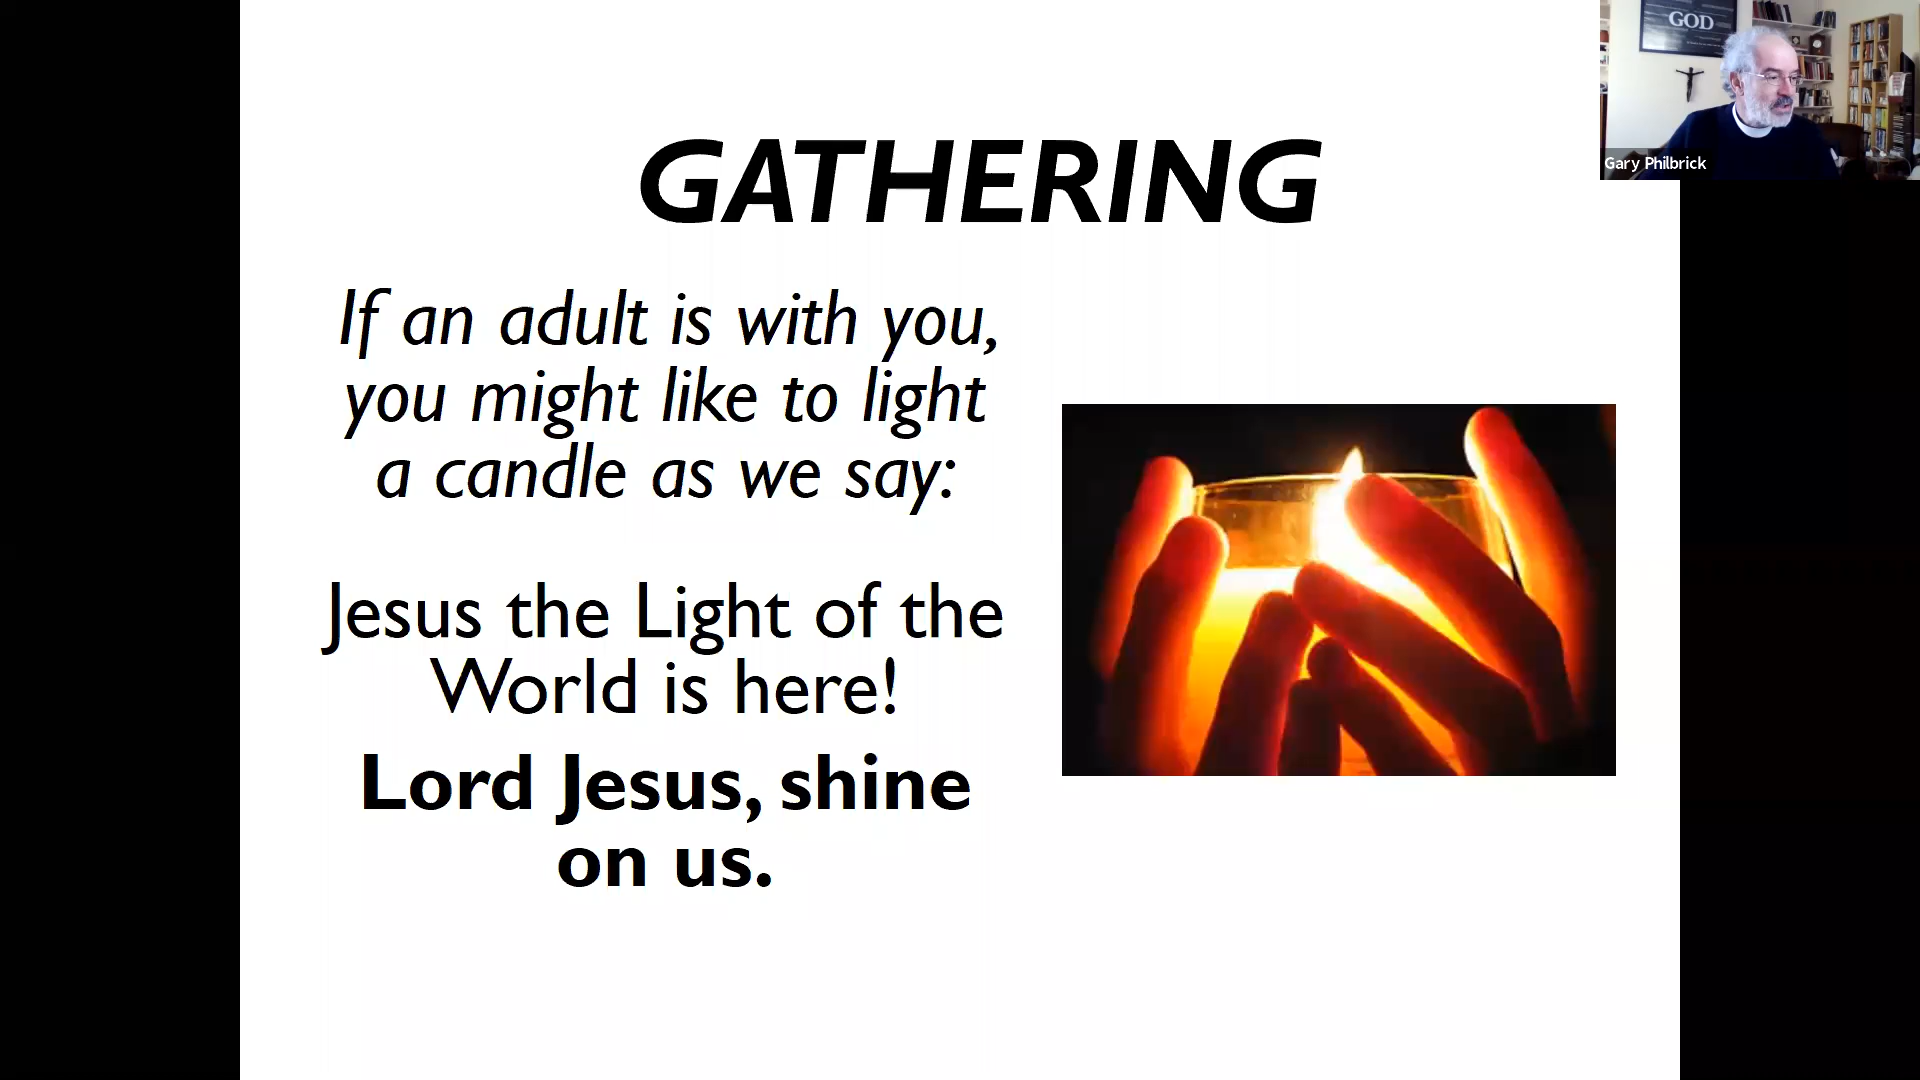 GOD
Gary Philbrick
GATHERING
If an adult is with you,
you might like to light
a candle as we say:
Jesus the Light of the
World is here!
Lord Jesus, shine
on us.